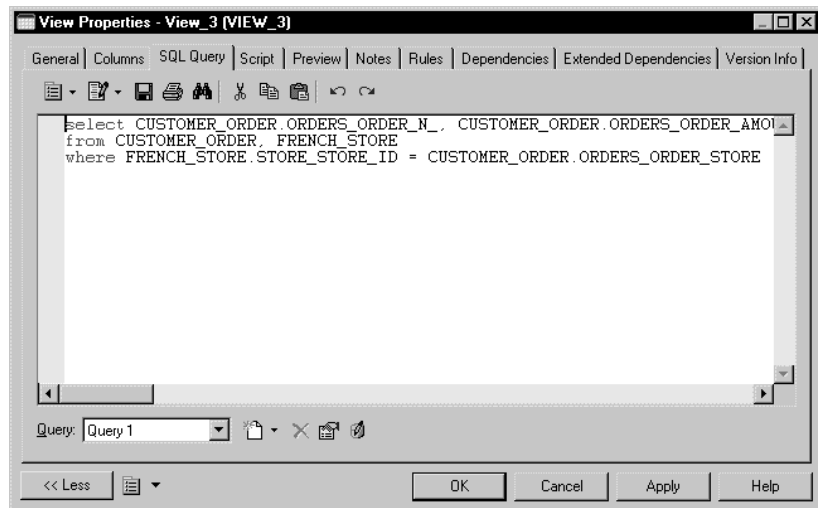 View Properties - View_3 (VIEW_3)
General Columns SQL Query Script Preview Notes Rules Dependencies Extended Dependencies Version Info
select CUSTOMER_ORDER.ORDERS_ORDER_N_, CUSTOMER_ORDER.ORDERS_ORDER_AMOU
from CUSTOMER_ORDER, FRENCH_STORE
where FRENCH_STORE.STORE_STORE_ID = CUSTOMER_ORDER.ORDERS_ORDER_STORE
Query: Query 1
<< Less OK Cancel Apply Help